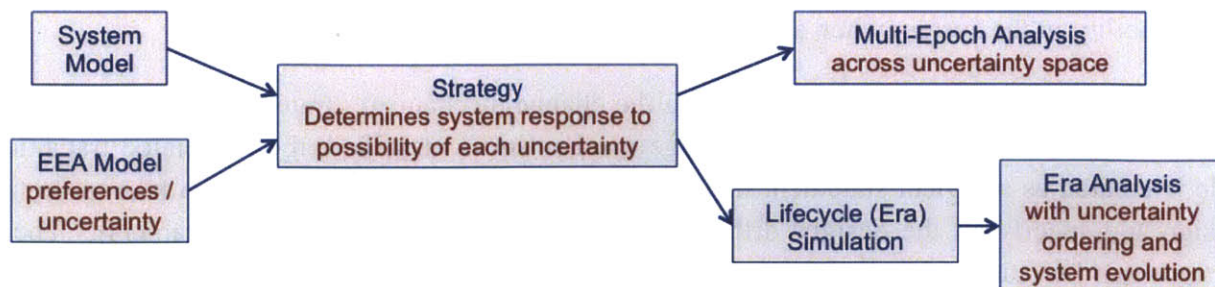 System
Model
EEA Model
preferences /
uncertainty
Strategy
Determines system response to
possibility of each uncertainty
Multi-Epoch Analysis
across uncertainty space
Lifecycle (Era)
Simulation
Era Analysis
with uncertainty
ordering and
system evolution